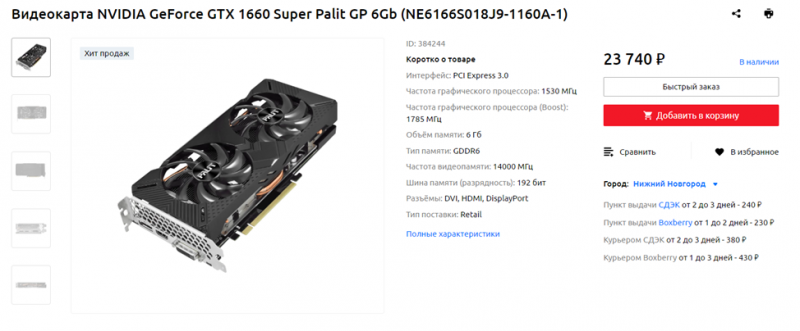 Видеокарта NVIDIA GeForce GTX 1660 Super Palit GP 6Gb (NE6166S018J9-1160A-1)
Хит продаж
PALIT
PALIT
ID: 384244
Коротко о товаре
Интерфейс: PCI Express 3.0
Частота графического процессора: 1530 МГц
Частота графического процессора (Boost):
1785 МГц
Объём памяти: 6 Гб
Тип памяти: GDDR6
Частота видеопамяти: 14000 МГц
Шина памяти (разрядность): 192 бит
Разъёмы: DVI, HDMI, DisplayPort
Тип поставки: Retail
Полные характеристики
23 740 ₽
В наличии
Быстрый заказ
Добавить в корзину
Сравнить
В избранное
Город: Нижний Новгород
Пункт выдачи СДЭК от 2 до 3 дней - 240 ₽
Пункт выдачи Boxberry от 1 до 2 дней - 230 ₽
Курьером СДЭК от 2 до 3 дней - 380 ₽
Курьером Boxberry от 1 до 3 дней - 430 ₽